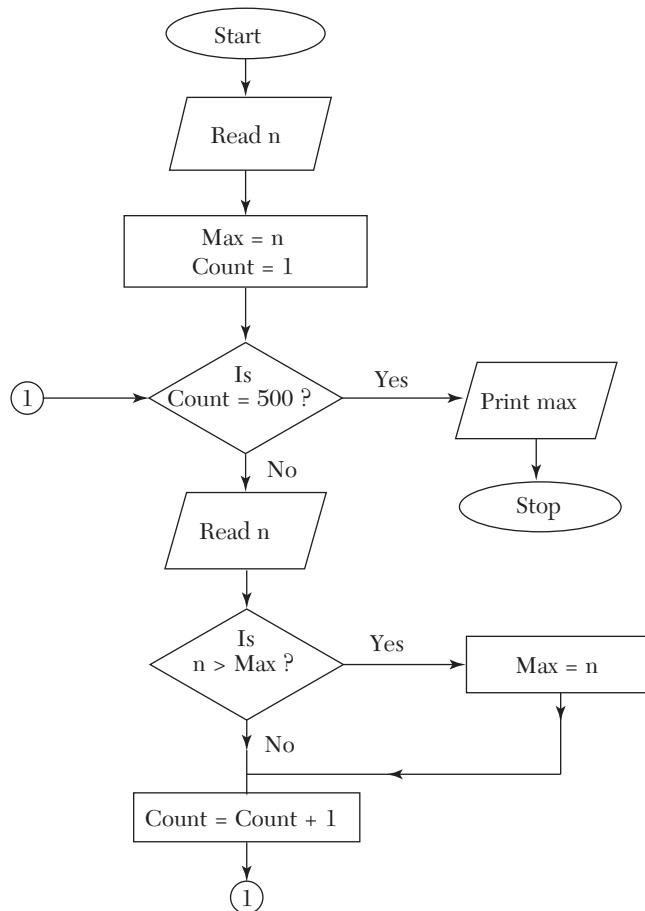 Start
Read n
Max = n
Count = 1
Is
Count = 500 ?
Yes
1
Print max
No
Stop
Read n
Is
n > Max ?
Yes
Max = n
No
Count = Count + 1
1